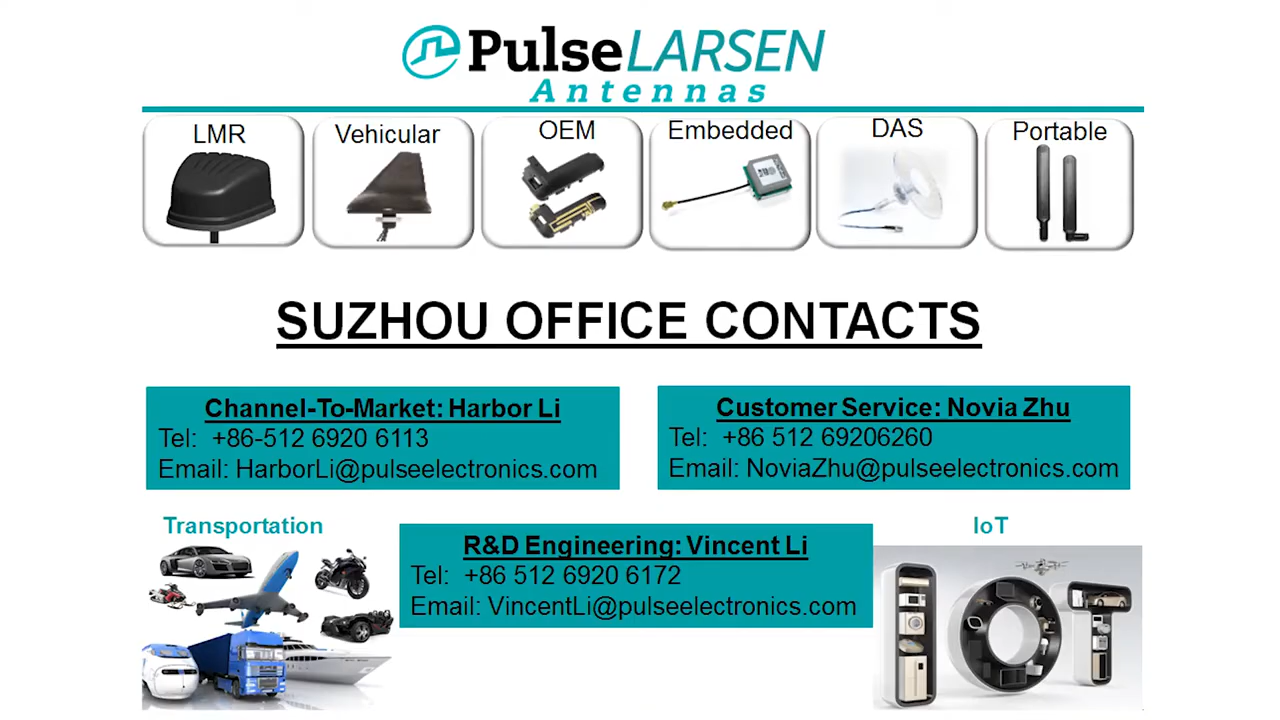 PulseLARSEN
Antennas
LMR
Vehicular
OEM
Embedded
DAS
Portable
SUZHOU OFFICE CONTACTS
Channel-To-Market: Harbor Li
Tel: +86-512 6920 6113
Email: HarborLi@pulseelectronics.com
Customer Service: Novia Zhu
Tel: +86 512 69206260
Email: NoviaZhu@pulseelectronics.com
Transportation
R&D Engineering: Vincent Li
Tel: +86 512 6920 6172
Email: VincentLi@pulseelectronics.com
IoT
IOT